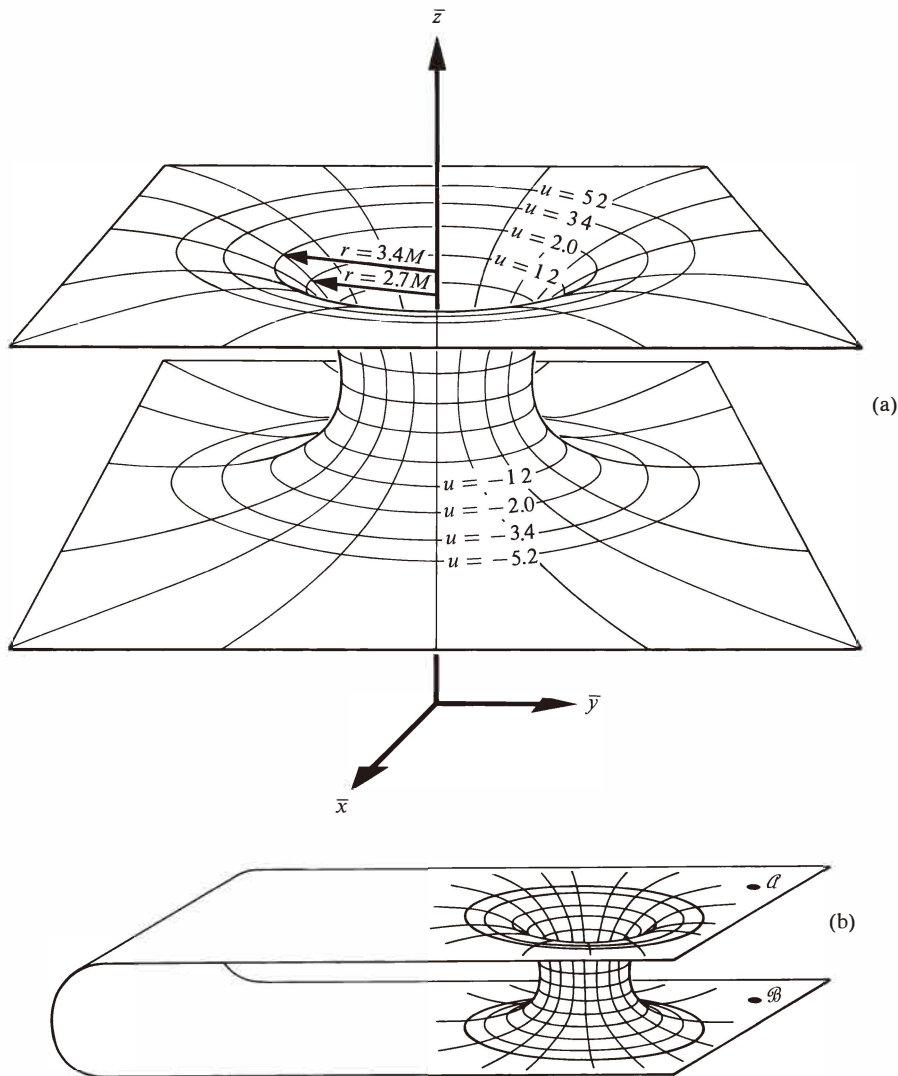 z̄
u = 5 2
u = 3 4
u = 2.0
u = 1 2
r = 3.4M
r = 2.7M
(a)
u = −1 2
u = −2.0
u = −3.4
u = −5.2
ȳ
x̄
𝒜
(b)
ℬ